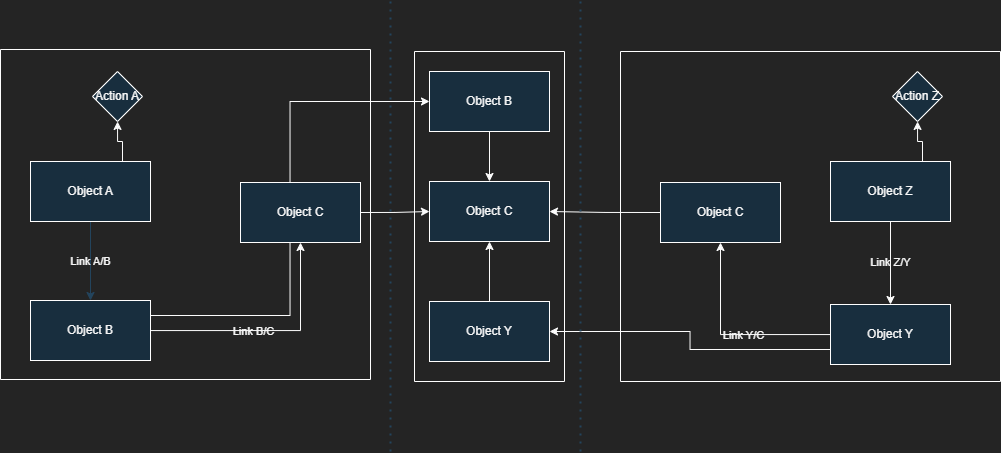 Action A
Object A
Link A/B
Object B
Object C
Link B/C
Object B
Object C
Object Y
Action Z
Object Z
Object C
Link Z/Y
Link Y/C
Object Y